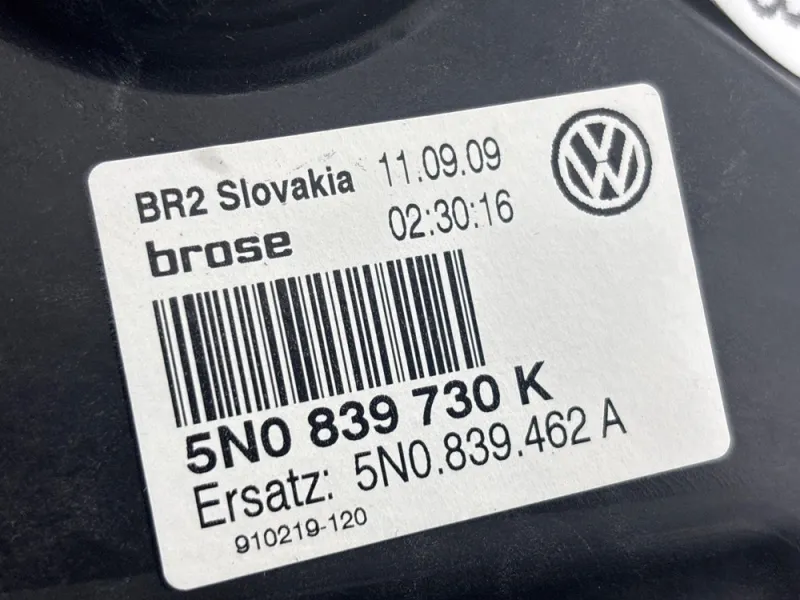 BR2 Slovakia 11.09.09
brose 02:30:16
5N0 839 730 K
Ersatz: 5N0.839.462 A
910219-120